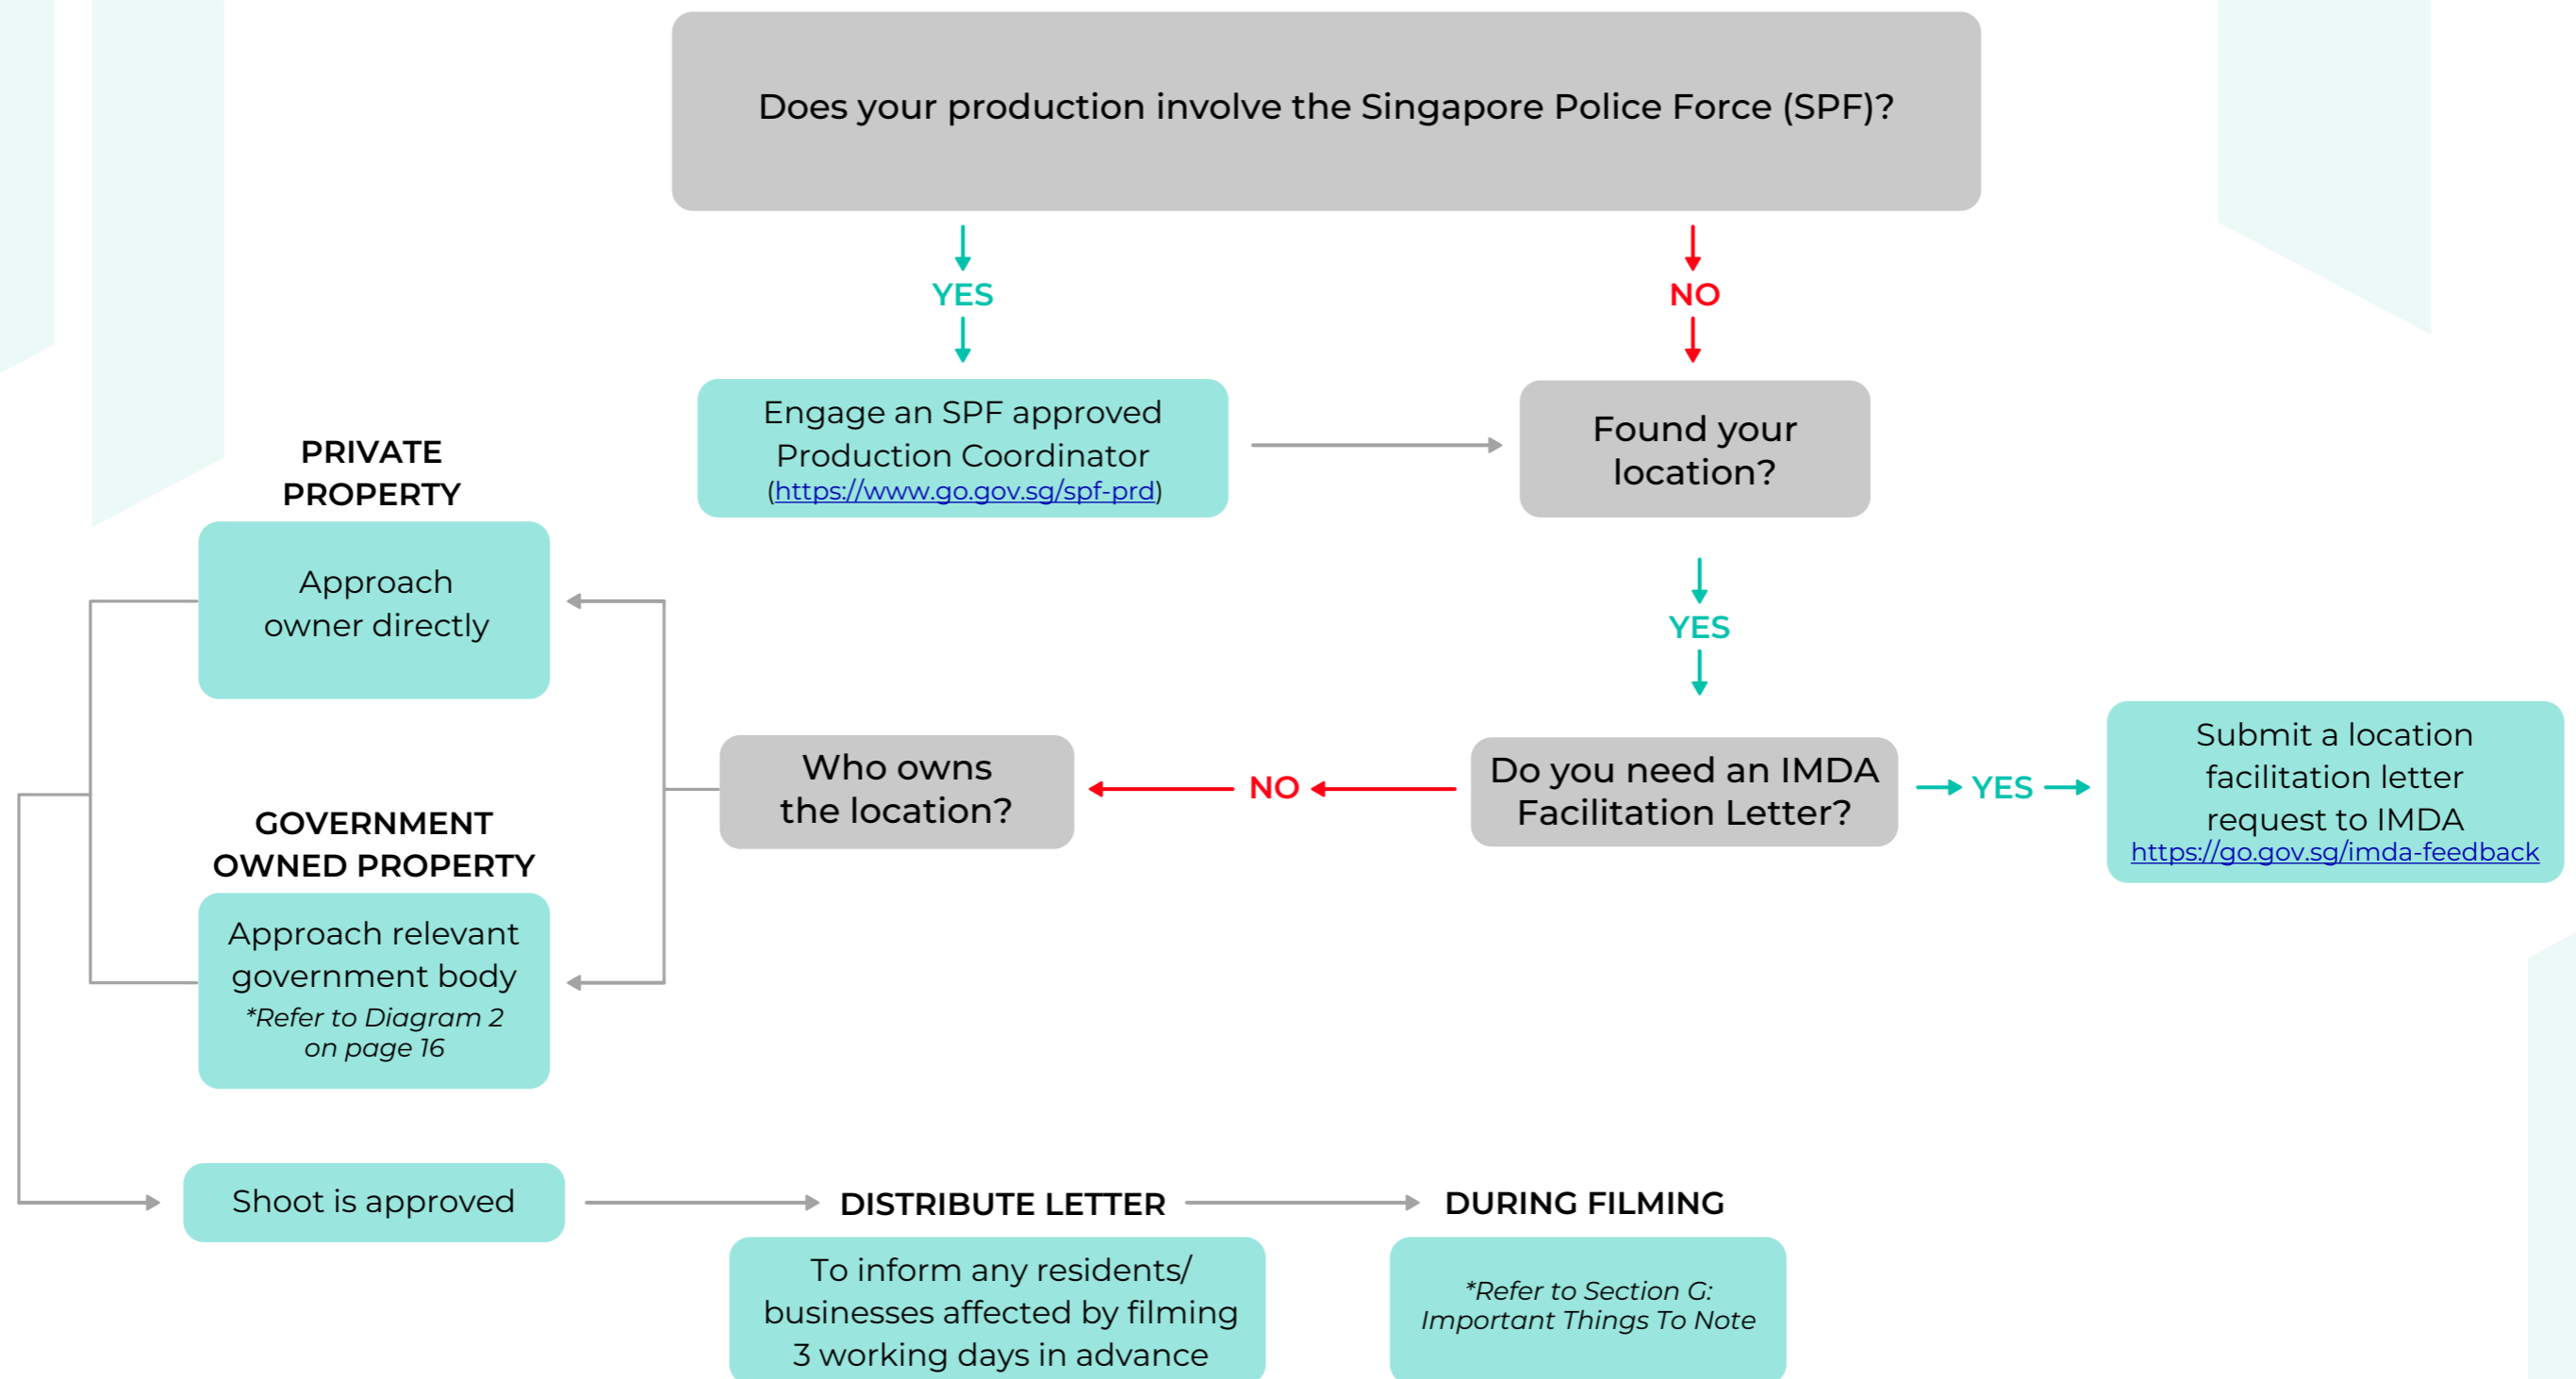 Does your production involve the Singapore Police Force (SPF)?
YES
NO
Engage an SPF approved
Production Coordinator
(https://www.go.gov.sg/spf-prd)
Found your
location?
YES
Do you need an IMDA
Facilitation Letter?
YES
Submit a location
facilitation letter
request to IMDA
https://go.gov.sg/imda-feedback
NO
Who owns
the location?
PRIVATE
PROPERTY
Approach
owner directly
GOVERNMENT
OWNED PROPERTY
Approach relevant
government body
*Refer to Diagram 2
on page 16
Shoot is approved
DISTRIBUTE LETTER
To inform any residents/
businesses affected by filming
3 working days in advance
DURING FILMING
*Refer to Section G:
Important Things To Note